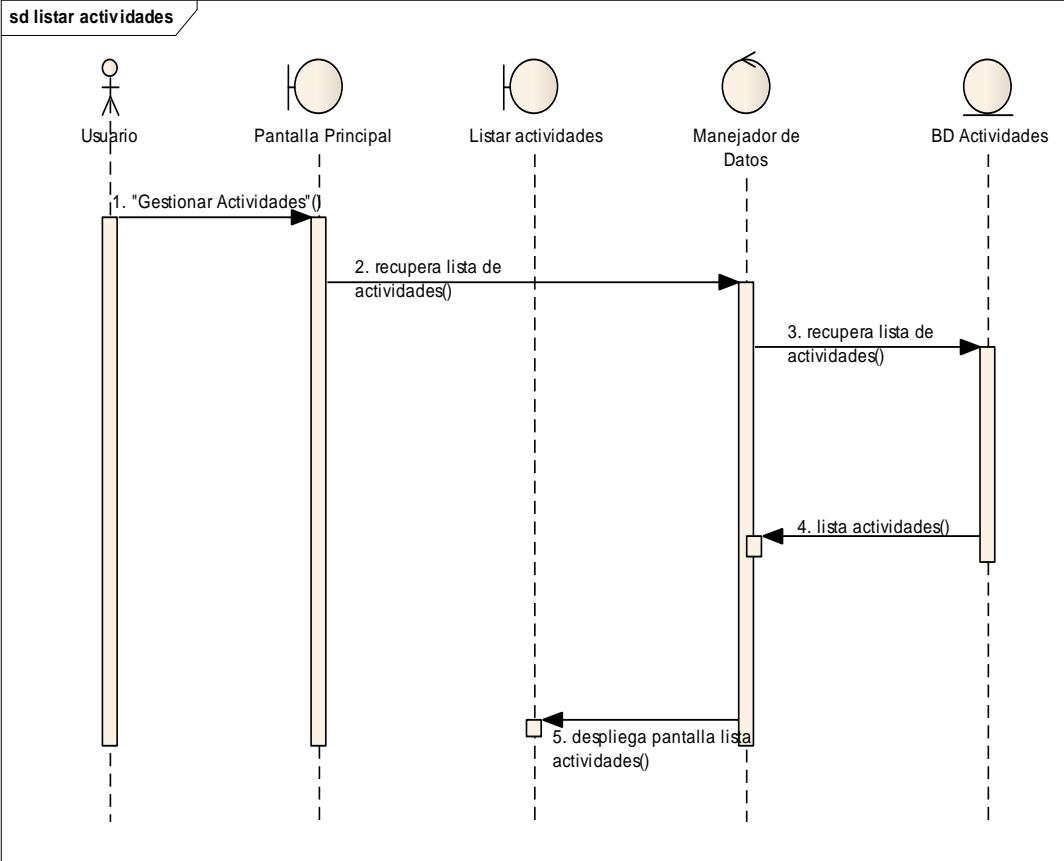 sd listar actividades
Usuario
Pantalla Principal
Listar actividades
Manejador de
Datos
BD Actividades
1. "Gestionar Actividades"()
2. recupera lista de
actividades()
3. recupera lista de
actividades()
4. lista actividades()
5. despliega pantalla lista
actividades()